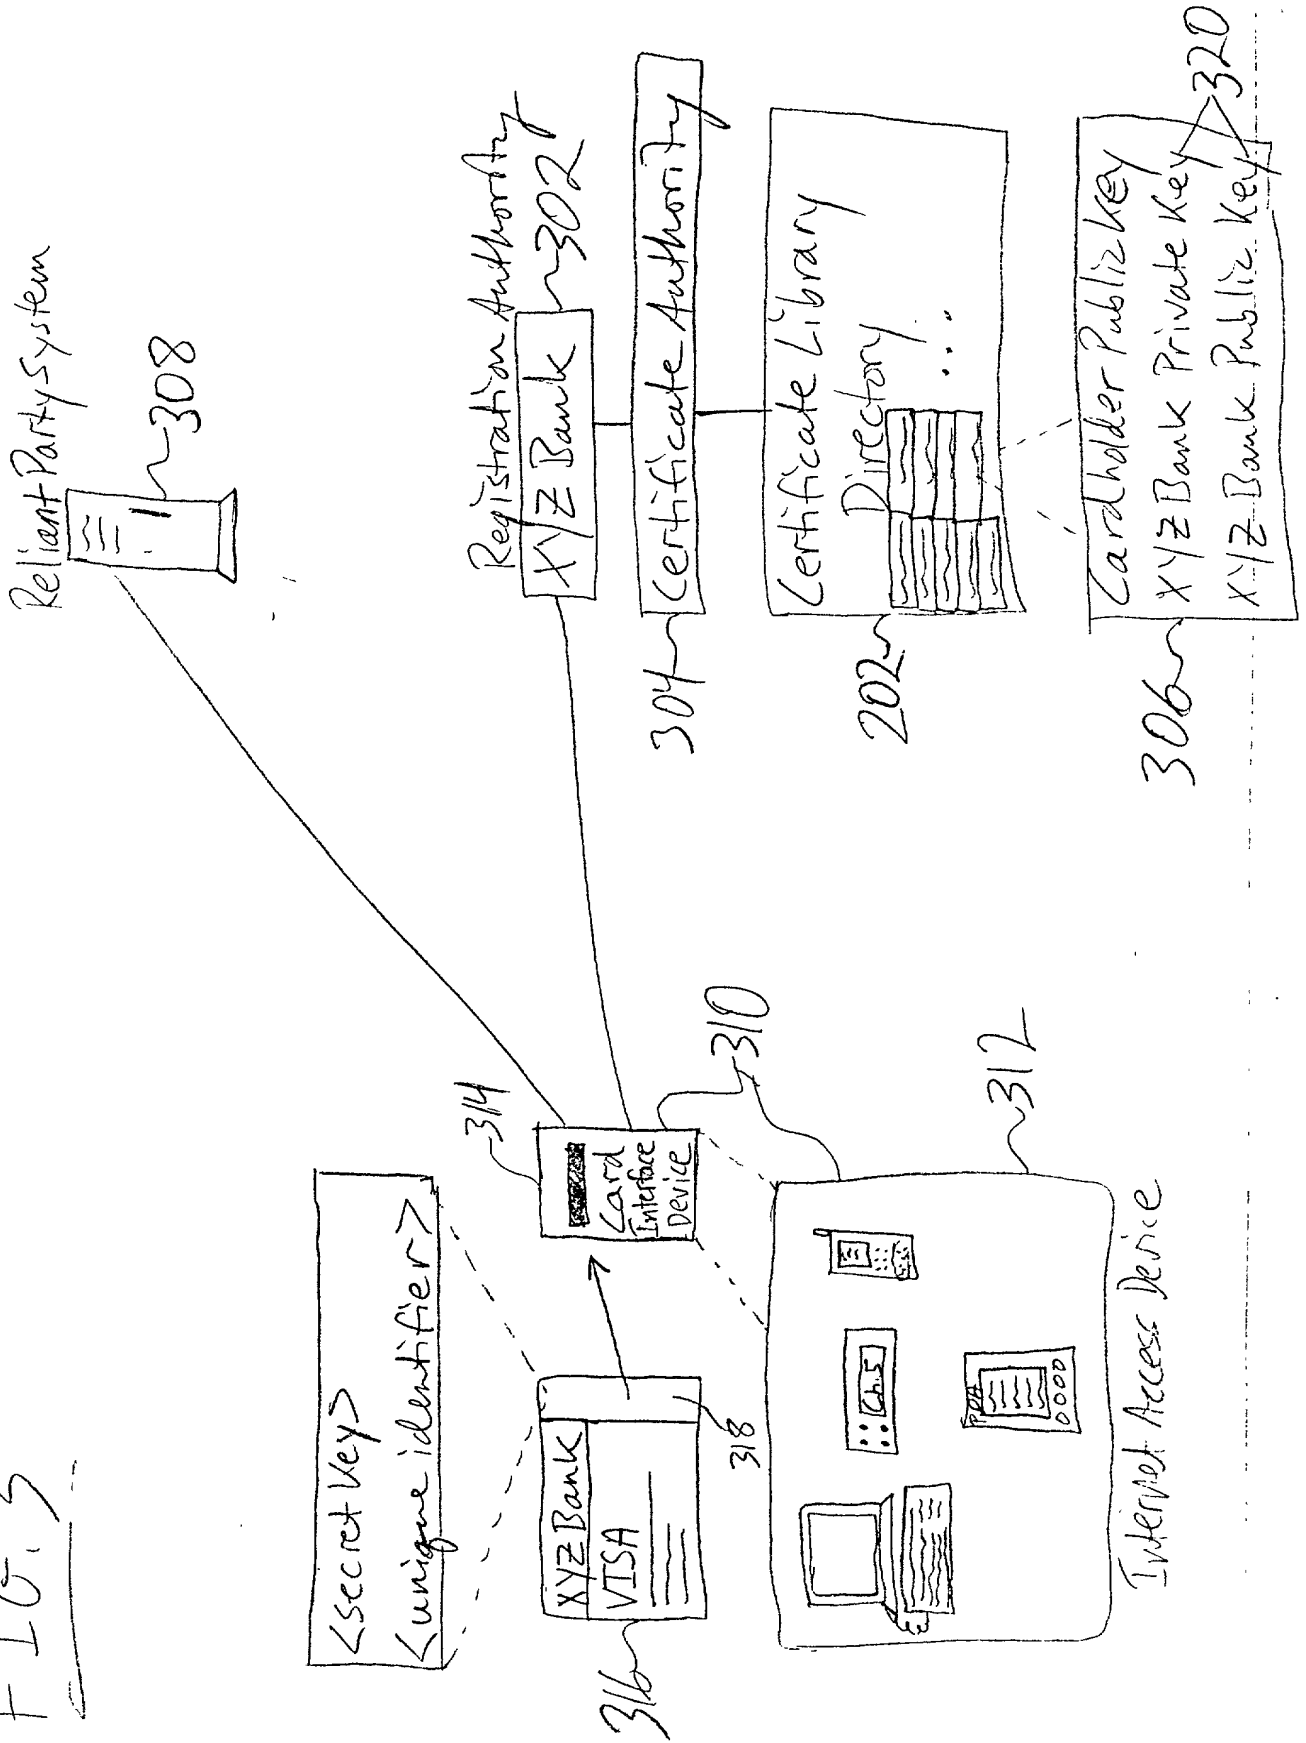 FIG. 3
Reliant Party System
308
<secret key>
<unique identifier>
314
Registration Authority
XYZ Bank
302
XYZ Bank
VISA
316
318
Card
Interface
Device
310
304
Certificate Authority
Certificate Library
Directory
...
202
Ch. 5
PDA
312
Internet Access Device
Cardholder Public Key
XYZ Bank Private Key
XYZ Bank Public Key
306
320